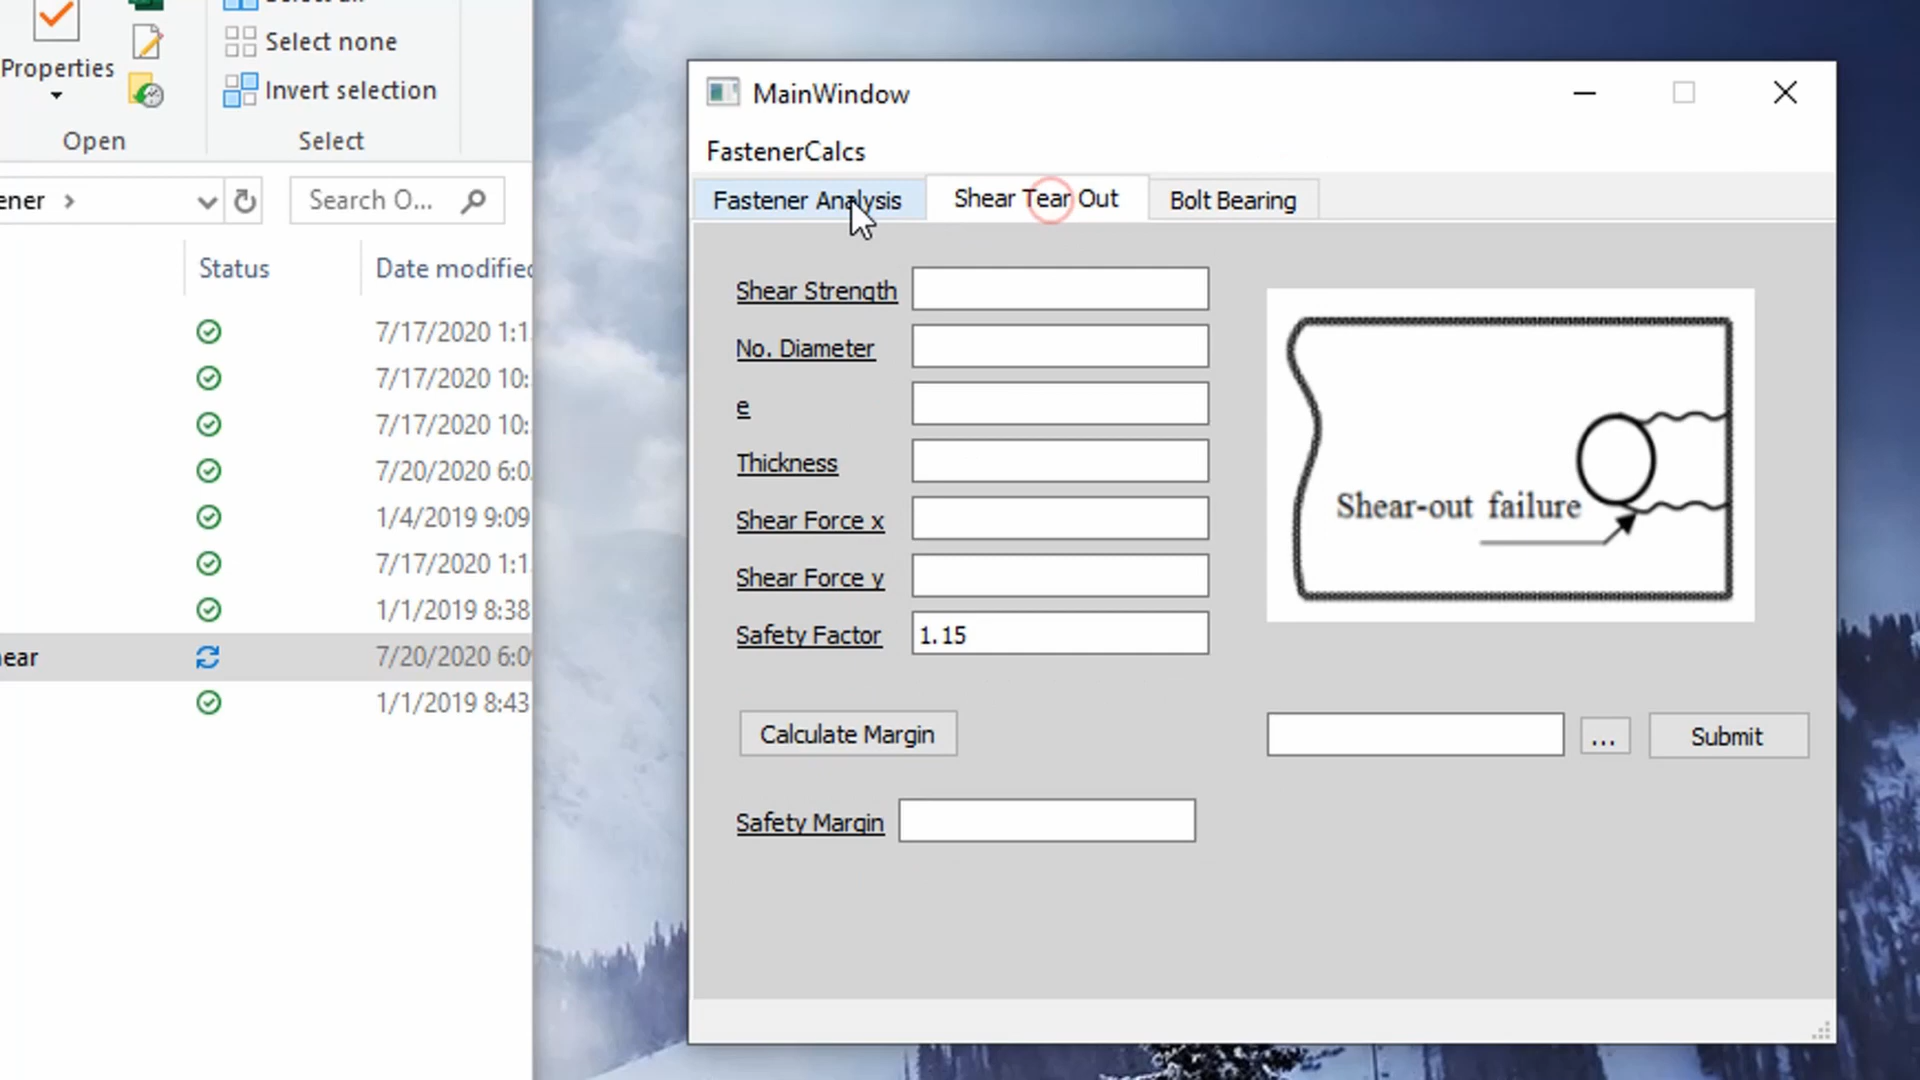 Select none
Properties
Invert selection
Open
Select
ener
Search O...
Status
Date modified
7/17/2020 1:1
7/17/2020 10:
7/17/2020 10:
7/20/2020 6:0
1/4/2019 9:09
7/17/2020 1:1
1/1/2019 8:38
ear
7/20/2020 6:0
1/1/2019 8:43
MainWindow
FastenerCalcs
Fastener Analysis
Shear Tear Out
Bolt Bearing
Shear Strength
No. Diameter
e
Thickness
Shear Force x
Shear Force y
Safety Factor
1.15
Shear-out failure
Calculate Margin
...
Submit
Safety Margin